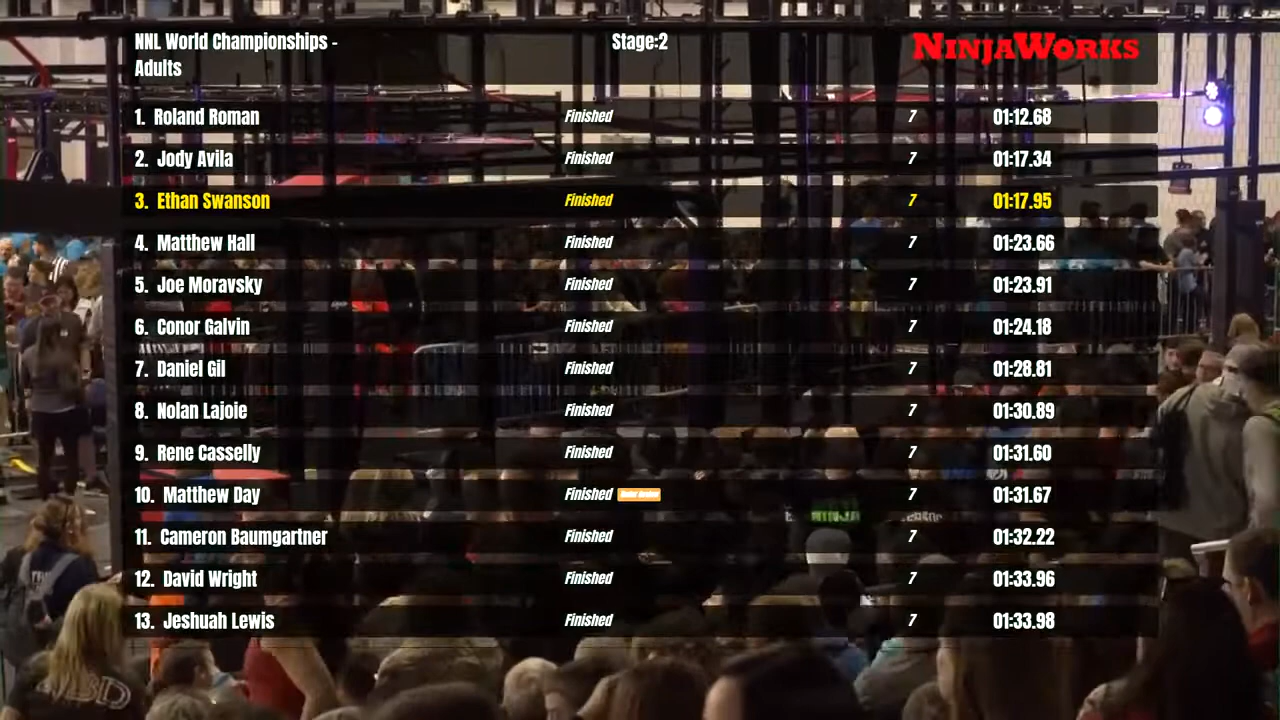 NNL World Championships - Stage:2 NINJAWORKS
Adults
1. Roland Roman Finished 7 01:12.68
2. Jody Avila Finished 7 01:17.34
3. Ethan Swanson Finished 7 01:17.95
4. Matthew Hall Finished 7 01:23.66
5. Joe Moravsky Finished 7 01:23.91
6. Conor Galvin Finished 7 01:24.18
7. Daniel Gil Finished 7 01:28.81
8. Nolan Lajoie Finished 7 01:30.89
9. Rene Casselly Finished 7 01:31.60
10. Matthew Day Finished 7 01:31.67
NINJA
11. Cameron Baumgartner Finished 7 01:32.22
12. David Wright Finished 7 01:33.96
13. Jeshuah Lewis Finished 7 01:33.98